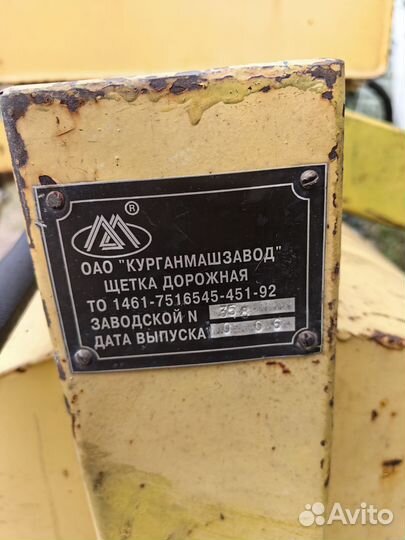 ®
ОАО "КУРГАНМАШЗАВОД"
ЩЕТКА ДОРОЖНАЯ
ТО 1461-7516545-451-92
ЗАВОДСКОЙ N
ДАТА ВЫПУСКА
Avito